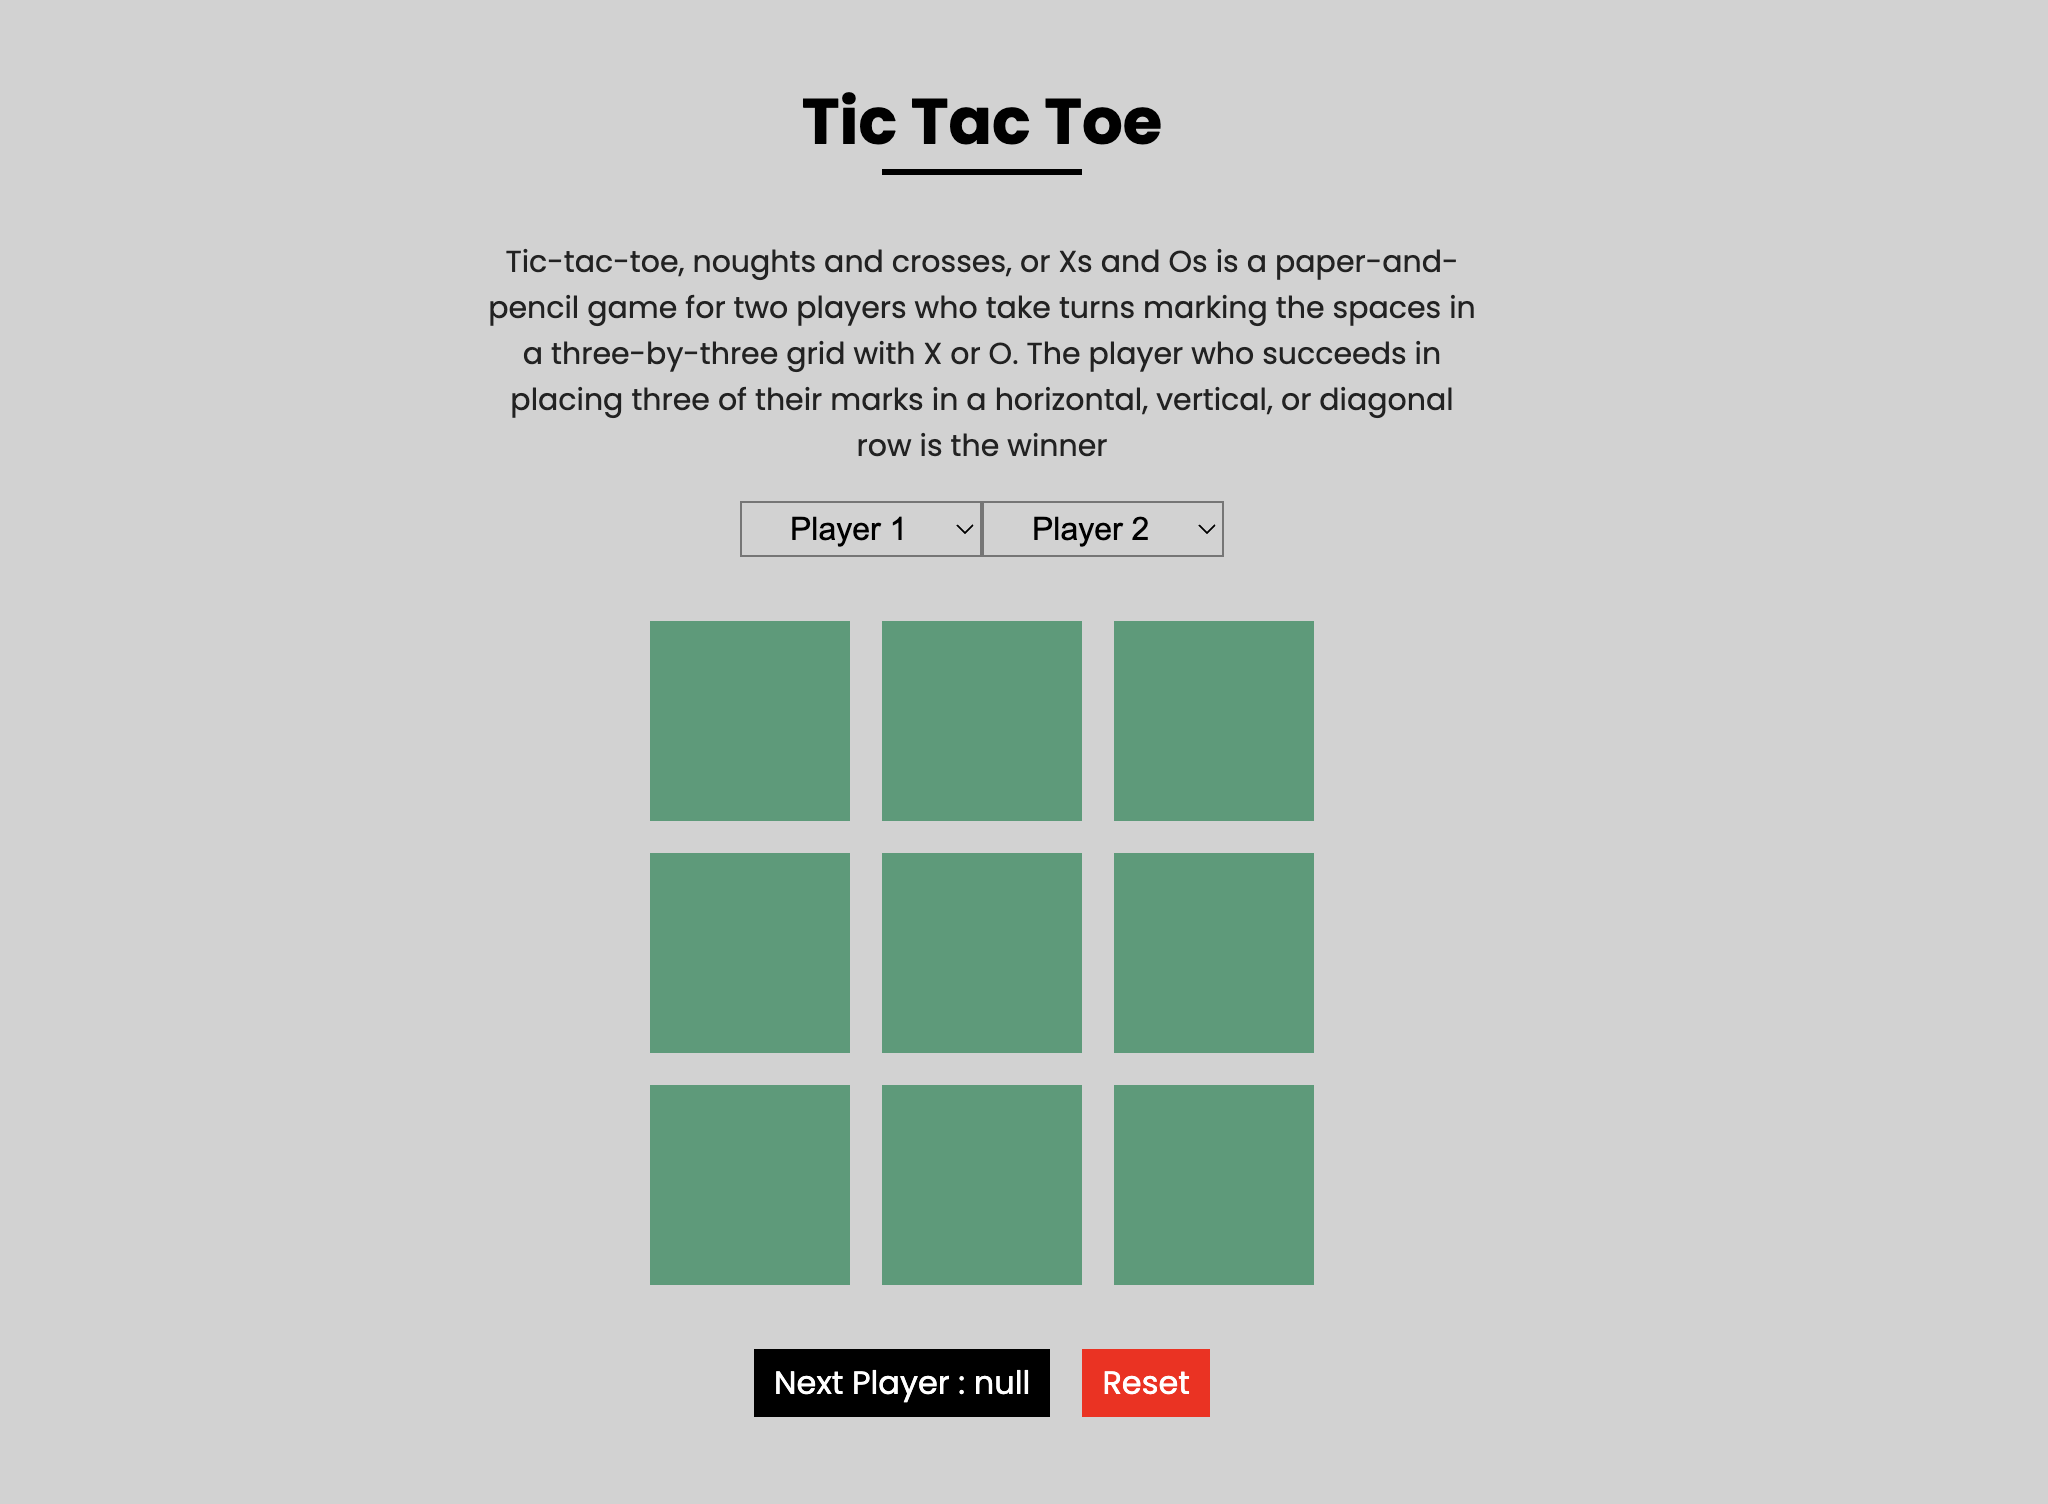 Tic Tac Toe
Tic-tac-toe, noughts and crosses, or Xs and Os is a paper-and-
pencil game for two players who take turns marking the spaces in
a three-by-three grid with X or O. The player who succeeds in
placing three of their marks in a horizontal, vertical, or diagonal
row is the winner
Player 1 Player 2
Next Player : null Reset